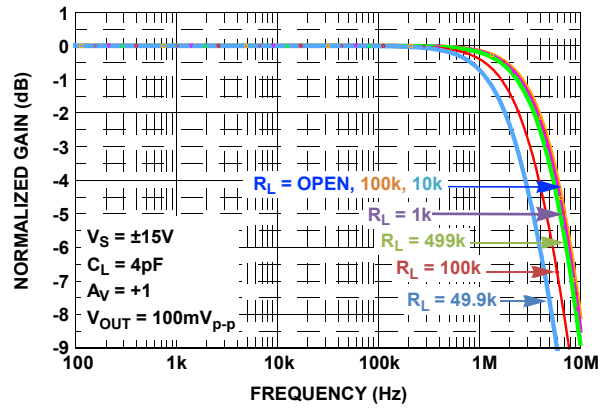 NORMALIZED GAIN (dB)
1
0
-1
-2
-3
-4
-5
-6
-7
-8
-9
R_L = OPEN, 100k, 10k
R_L = 1k
R_L = 499k
R_L = 100k
R_L = 49.9k
V_S = ±15V
C_L = 4pF
A_V = +1
V_OUT = 100mV_p-p
100 1k 10k 100k 1M 10M
FREQUENCY (Hz)